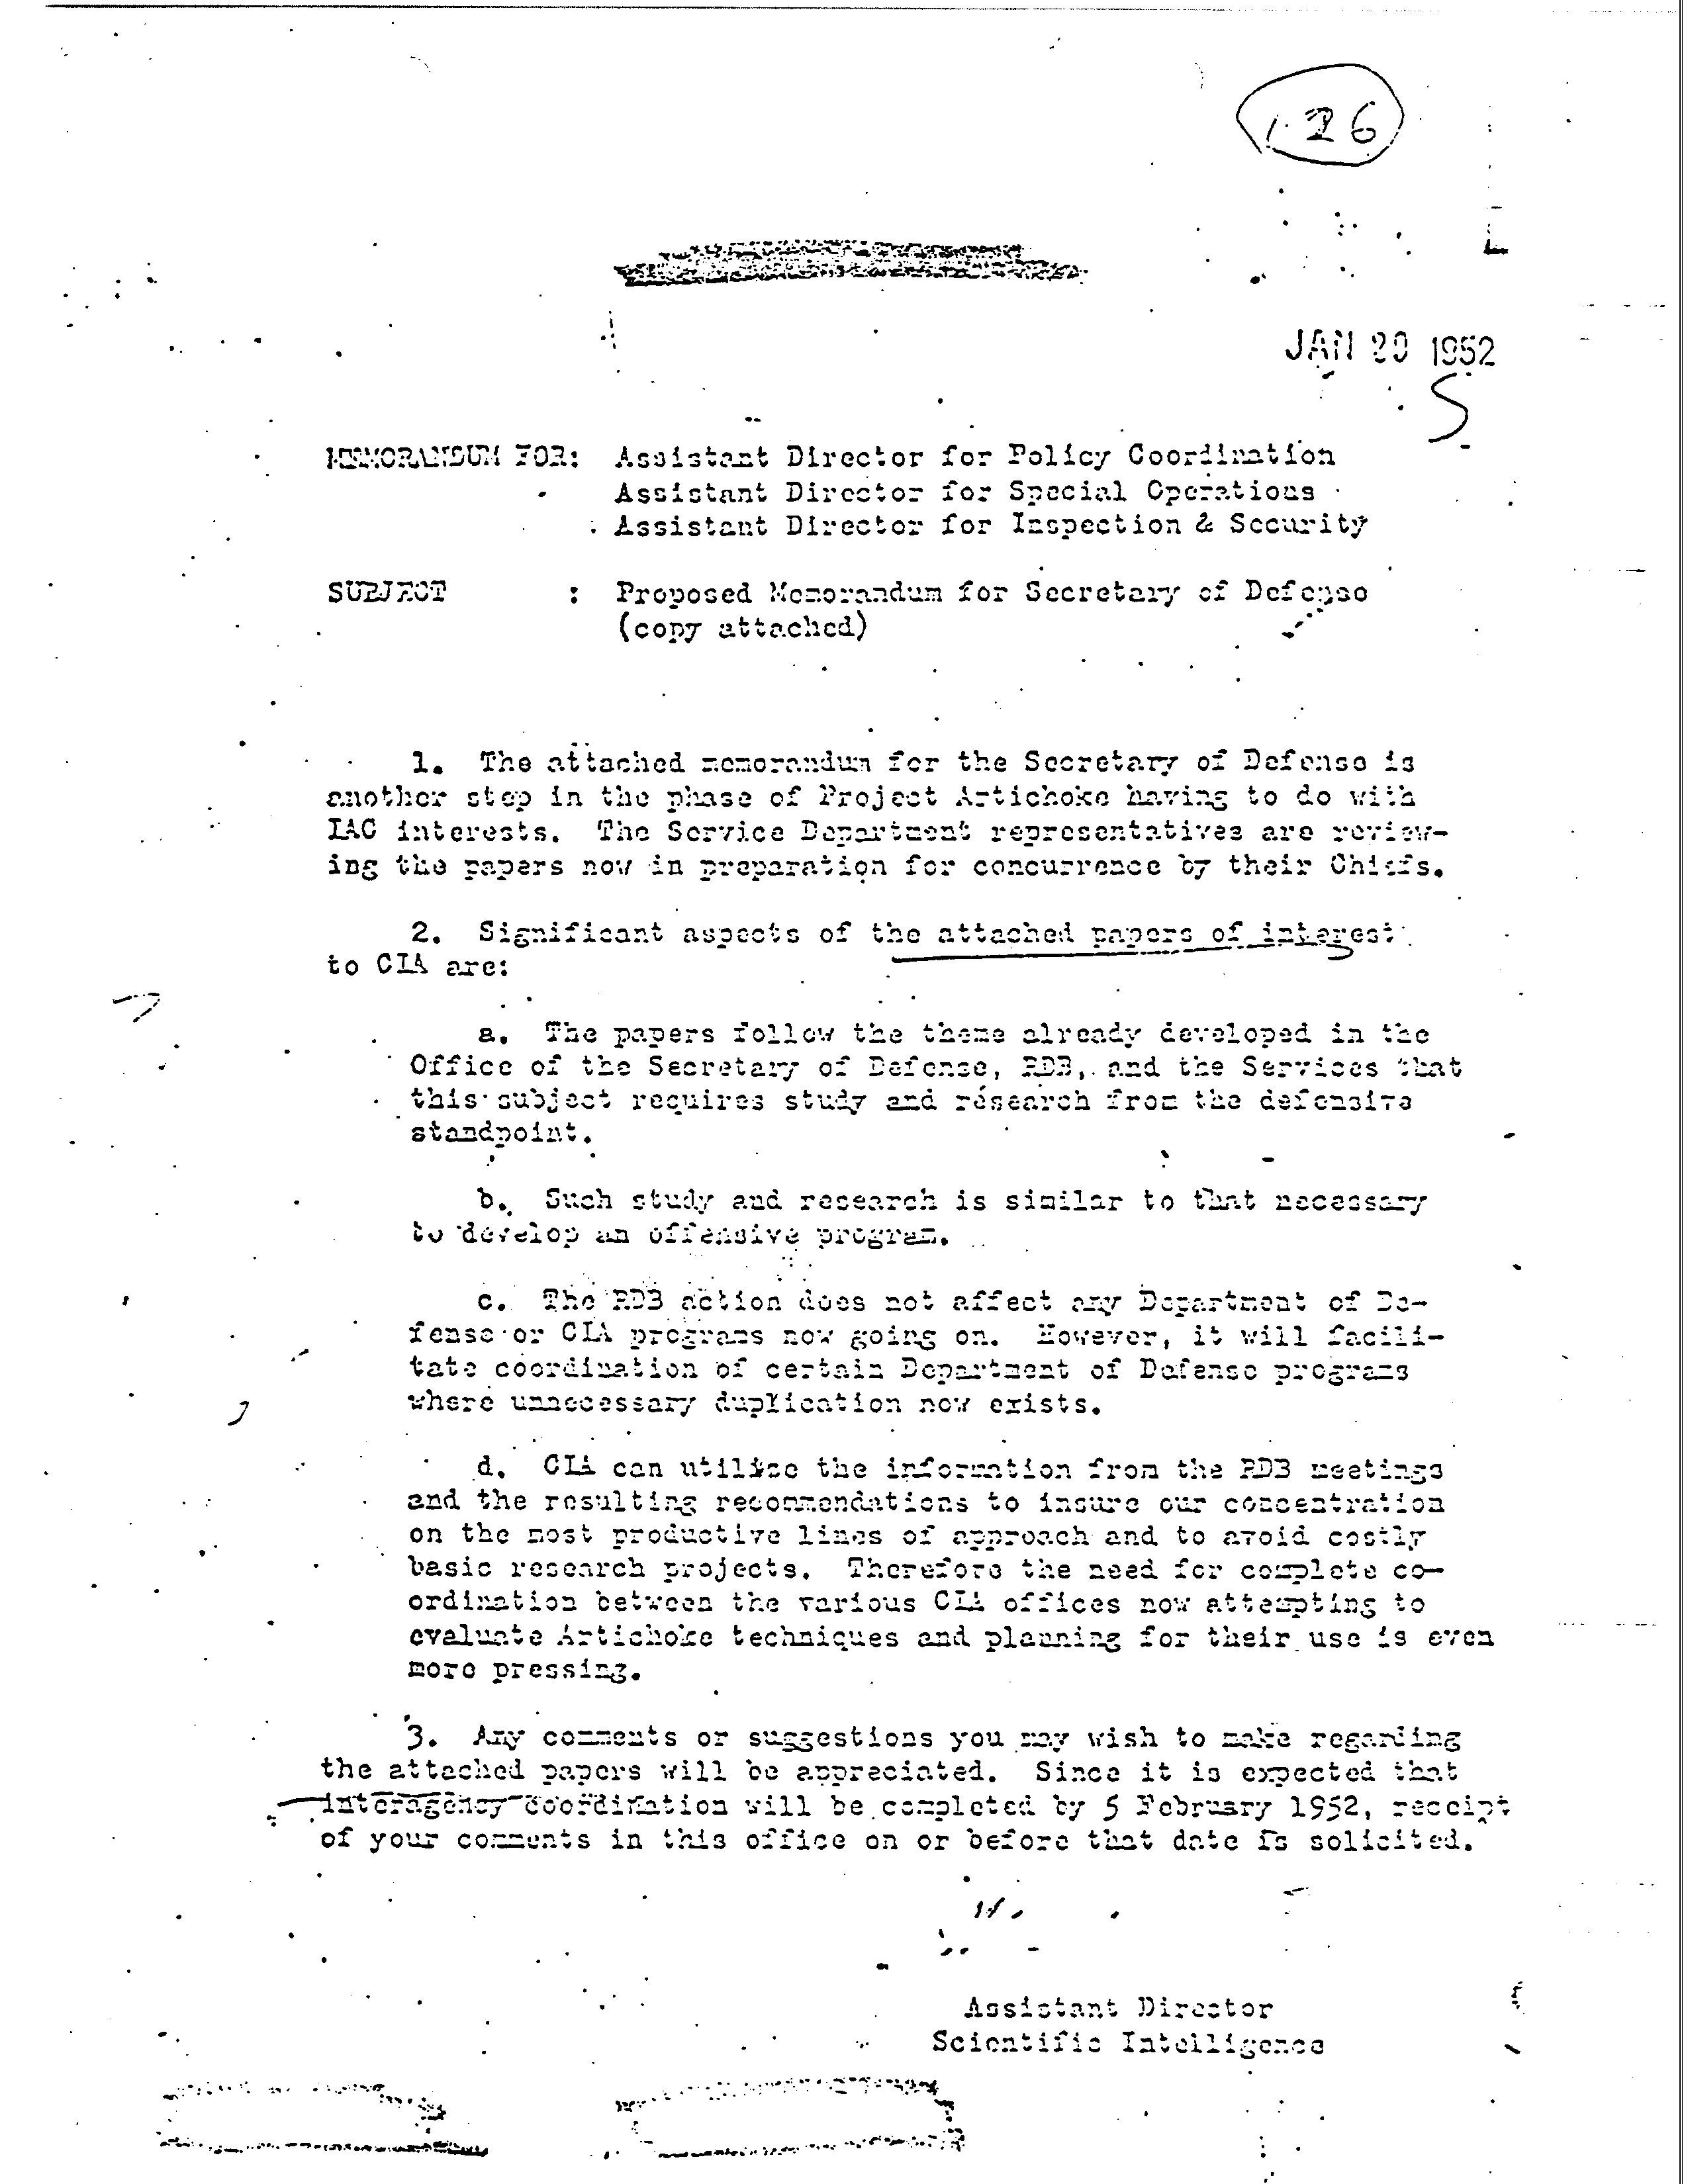 126
JAN 29 1952
MEMORANDUM FOR: Assistant Director for Policy Coordination
Assistant Director for Special Operations
Assistant Director for Inspection & Security
SUBJECT : Proposed Memorandum for Secretary of Defense
(copy attached)
1. The attached memorandum for the Secretary of Defense is
another step in the phase of Project Artichoke having to do with
IAC interests. The Service Department representatives are review-
ing the papers now in preparation for concurrence by their Chiefs.
2. Significant aspects of the attached papers of interest
to CIA are:
a. The papers follow the theme already developed in the
Office of the Secretary of Defense, RDB, and the Services that
this subject requires study and research from the defensive
standpoint.
b. Such study and research is similar to that necessary
to develop an offensive program.
c. The RDB action does not affect any Department of De-
fense or CIA programs now going on. However, it will facili-
tate coordination of certain Department of Defense programs
where unnecessary duplication now exists.
d. CIA can utilize the information from the RDB meetings
and the resulting recommendations to insure our concentration
on the most productive lines of approach and to avoid costly
basic research projects. Therefore the need for complete co-
ordination between the various CIA offices now attempting to
evaluate Artichoke techniques and planning for their use is even
more pressing.
3. Any comments or suggestions you may wish to make regarding
the attached papers will be appreciated. Since it is expected that
interagency coordination will be completed by 5 February 1952, receipt
of your comments in this office on or before that date is solicited.
Assistant Director
Scientific Intelligence